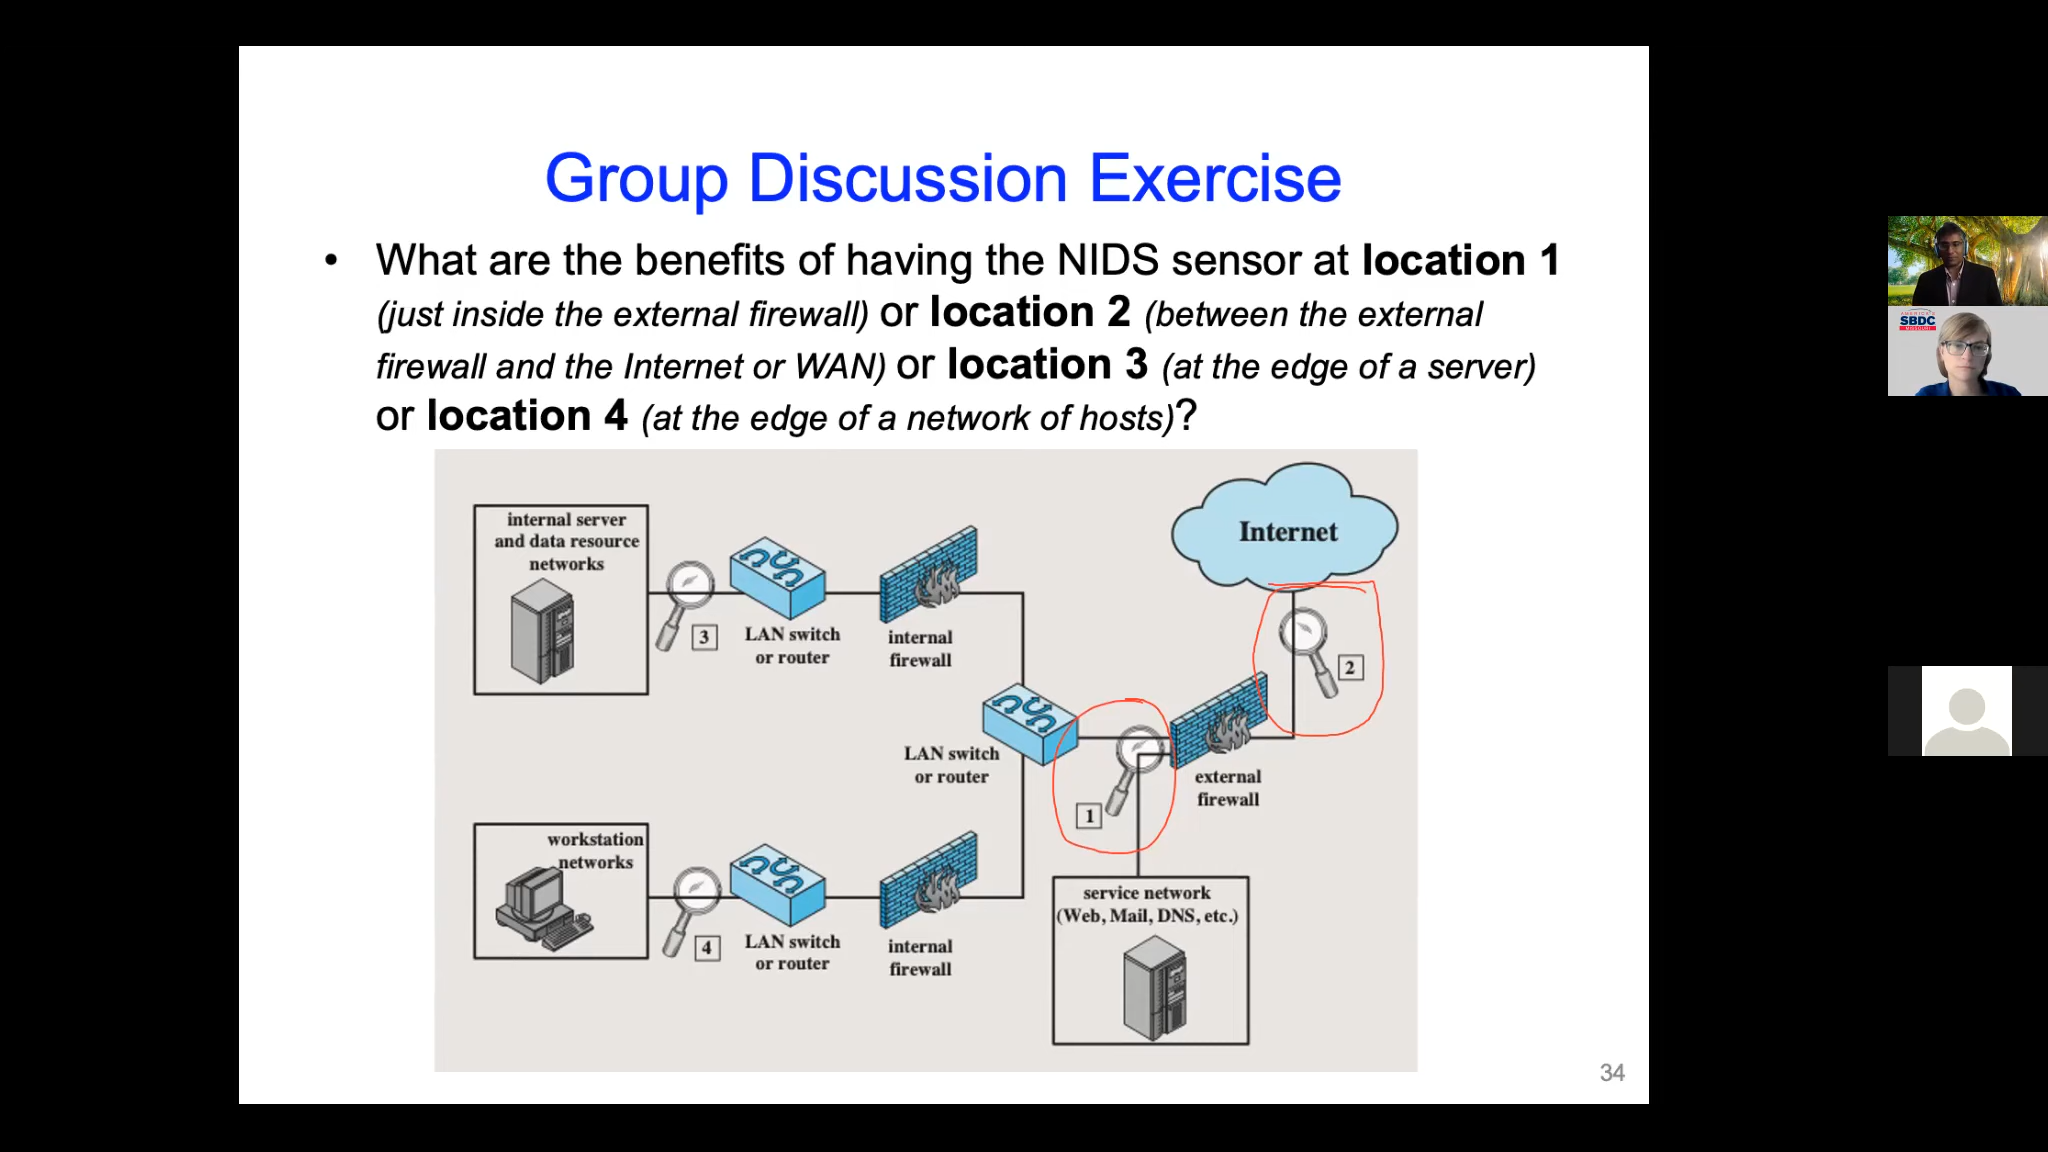 Group Discussion Exercise
• What are the benefits of having the NIDS sensor at location 1
(just inside the external firewall) or location 2 (between the external
firewall and the Internet or WAN) or location 3 (at the edge of a server)
or location 4 (at the edge of a network of hosts)?
internal server
and data resource
networks
3
LAN switch
or router
internal
firewall
Internet
2
LAN switch
or router
1
external
firewall
workstation
networks
4
LAN switch
or router
internal
firewall
service network
(Web, Mail, DNS, etc.)
34
AMERICA'S
SBDC
MISSOURI